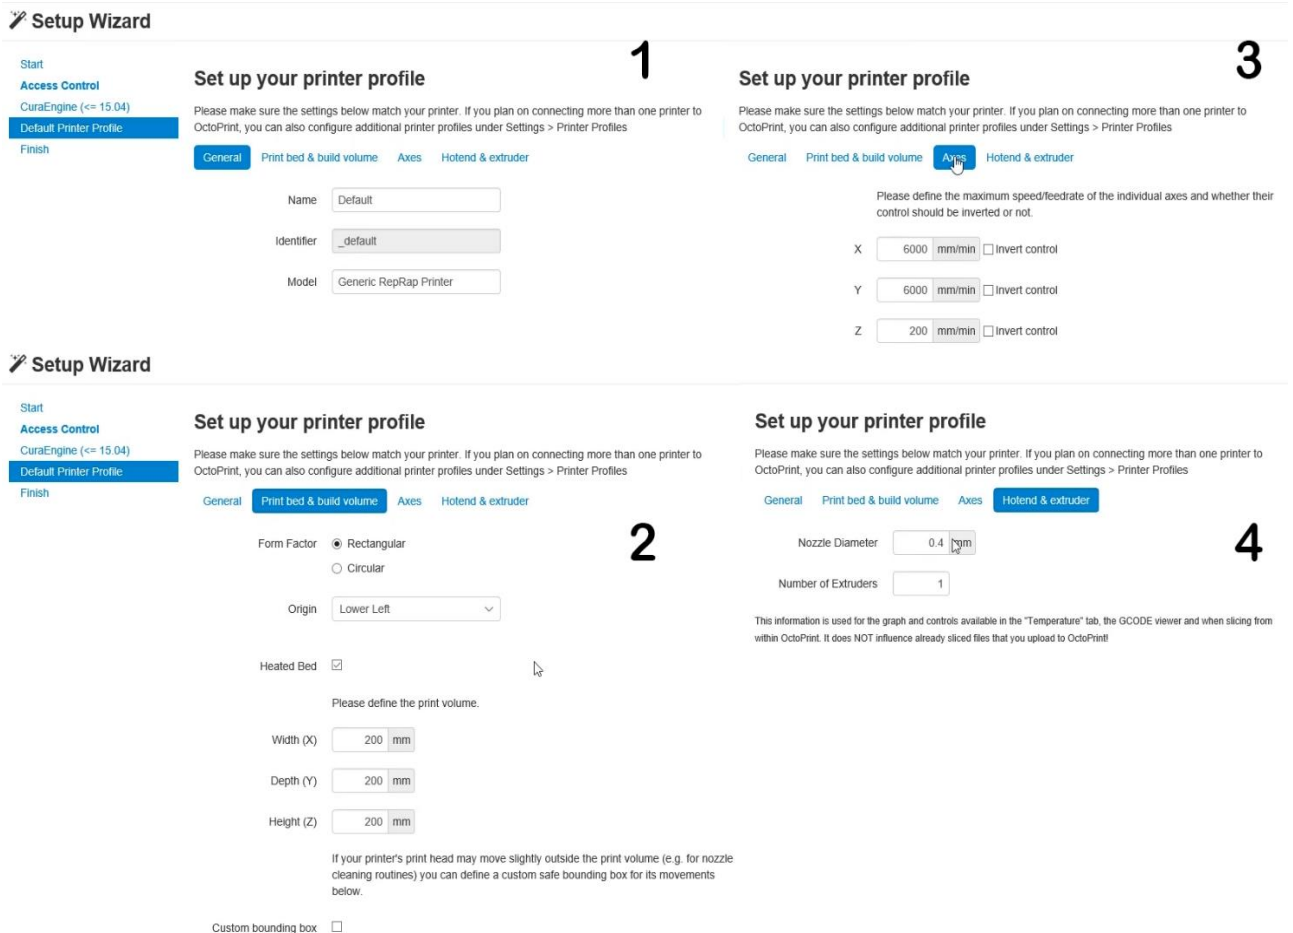 Setup Wizard
Start
Access Control
CuraEngine (<= 15.04)
Default Printer Profile
Finish
1
Set up your printer profile
Please make sure the settings below match your printer. If you plan on connecting more than one printer to
OctoPrint, you can also configure additional printer profiles under Settings > Printer Profiles
General Print bed & build volume Axes Hotend & extruder
Name Default
Identifier _default
Model Generic RepRap Printer
3
Set up your printer profile
Please make sure the settings below match your printer. If you plan on connecting more than one printer to
OctoPrint, you can also configure additional printer profiles under Settings > Printer Profiles
General Print bed & build volume Axes Hotend & extruder
Please define the maximum speed/feedrate of the individual axes and whether their
control should be inverted or not.
X 6000 mm/min Invert control
Y 6000 mm/min Invert control
Z 200 mm/min Invert control
Setup Wizard
Start
Access Control
CuraEngine (<= 15.04)
Default Printer Profile
Finish
Set up your printer profile
Please make sure the settings below match your printer. If you plan on connecting more than one printer to
OctoPrint, you can also configure additional printer profiles under Settings > Printer Profiles
General Print bed & build volume Axes Hotend & extruder
2
Form Factor Rectangular
Circular
Origin Lower Left
Heated Bed
Please define the print volume.
Width (X) 200 mm
Depth (Y) 200 mm
Height (Z) 200 mm
If your printer's print head may move slightly outside the print volume (e.g. for nozzle
cleaning routines) you can define a custom safe bounding box for its movements
below.
Custom bounding box
Set up your printer profile
Please make sure the settings below match your printer. If you plan on connecting more than one printer to
OctoPrint, you can also configure additional printer profiles under Settings > Printer Profiles
General Print bed & build volume Axes Hotend & extruder
4
Nozzle Diameter 0.4 mm
Number of Extruders 1
This information is used for the graph and controls available in the "Temperature" tab, the GCODE viewer and when slicing from
within OctoPrint. It does NOT influence already sliced files that you upload to OctoPrint!